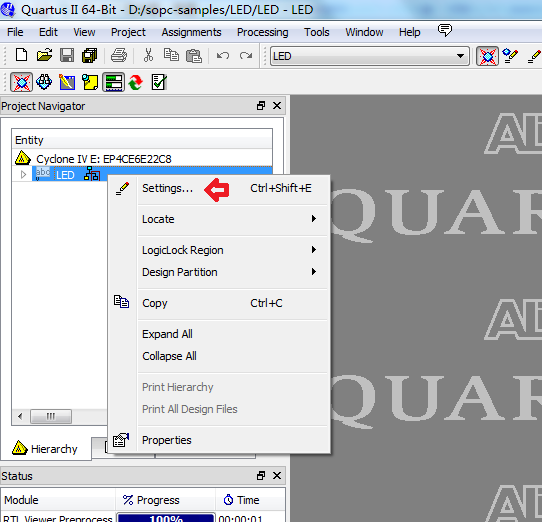 Quartus II 64-Bit - D:/sopc-samples/LED/LED - LED
File Edit View Project Assignments Processing Tools Window Help
LED
Project Navigator
Entity
Cyclone IV E: EP4CE6E22C8
abc LED
Settings... Ctrl+Shift+E
Locate
LogicLock Region
Design Partition
Copy Ctrl+C
Expand All
Collapse All
Print Hierarchy
Print All Design Files
Properties
Hierarchy
QUAR
QUAR
Status
Module % Progress Time
RTL Viewer Preprocess 100% 00:00:01